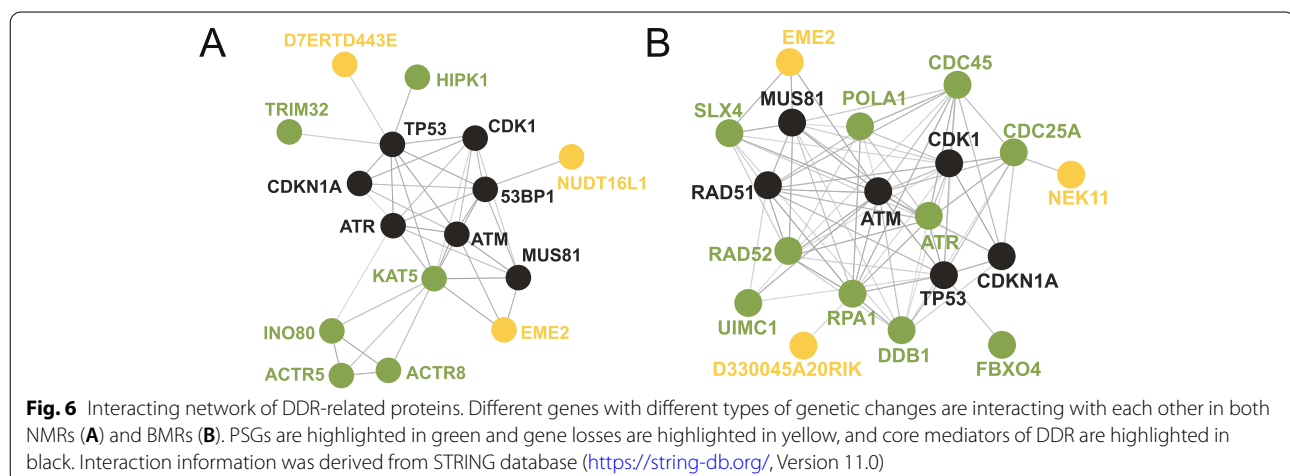 A
D7ERTD443E
HIPK1
TRIM32
TP53
CDK1
NUDT16L1
CDKN1A
53BP1
ATR
ATM
MUS81
KAT5
INO80
EME2
ACTR5
ACTR8
B
EME2
CDC45
MUS81
POLA1
SLX4
CDC25A
CDK1
RAD51
NEK11
ATM
ATR
RAD52
CDKN1A
TP53
UIMC1
RPA1
DDB1
D330045A20RIK
FBXO4
Fig. 6 Interacting network of DDR-related proteins. Different genes with different types of genetic changes are interacting with each other in both
NMRs (A) and BMRs (B). PSGs are highlighted in green and gene losses are highlighted in yellow, and core mediators of DDR are highlighted in
black. Interaction information was derived from STRING database (https://string-db.org/, Version 11.0)